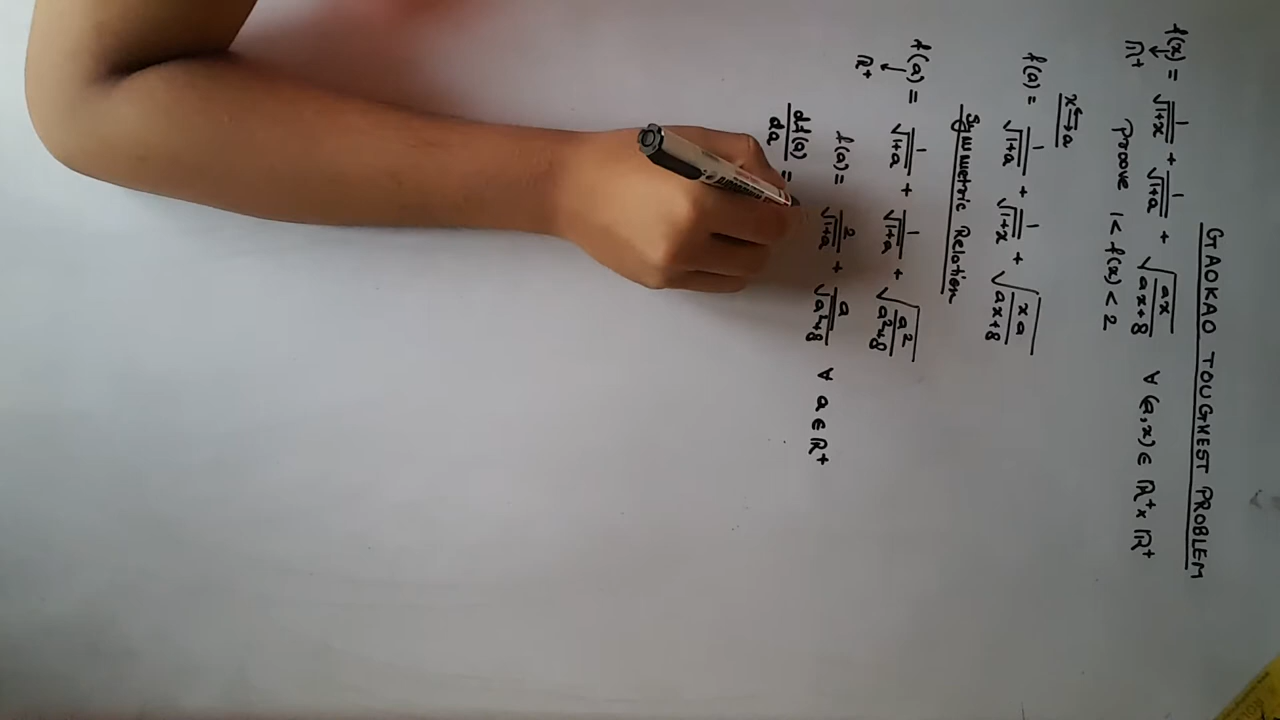 GAOKAO TOUGHEST PROBLEM
f(x) = 1/√(1+x) + 1/√(1+a) + √(ax/(ax+8)) ∀ (a,x) ∈ ℝ⁺ × ℝ⁺
↓
ℝ⁺
Proove 1 < f(x) < 2
x↔a
f(a) = 1/√(1+a) + 1/√(1+x) + √(xa/(ax+8))
Symmetric Relation
f(a) = 1/√(1+a) + 1/√(1+a) + √(a²/(a²+8))
↓
ℝ⁺
f(a) = 2/√(1+a) + a/√(a²+8) ∀ a ∈ ℝ⁺
df(a)/da =